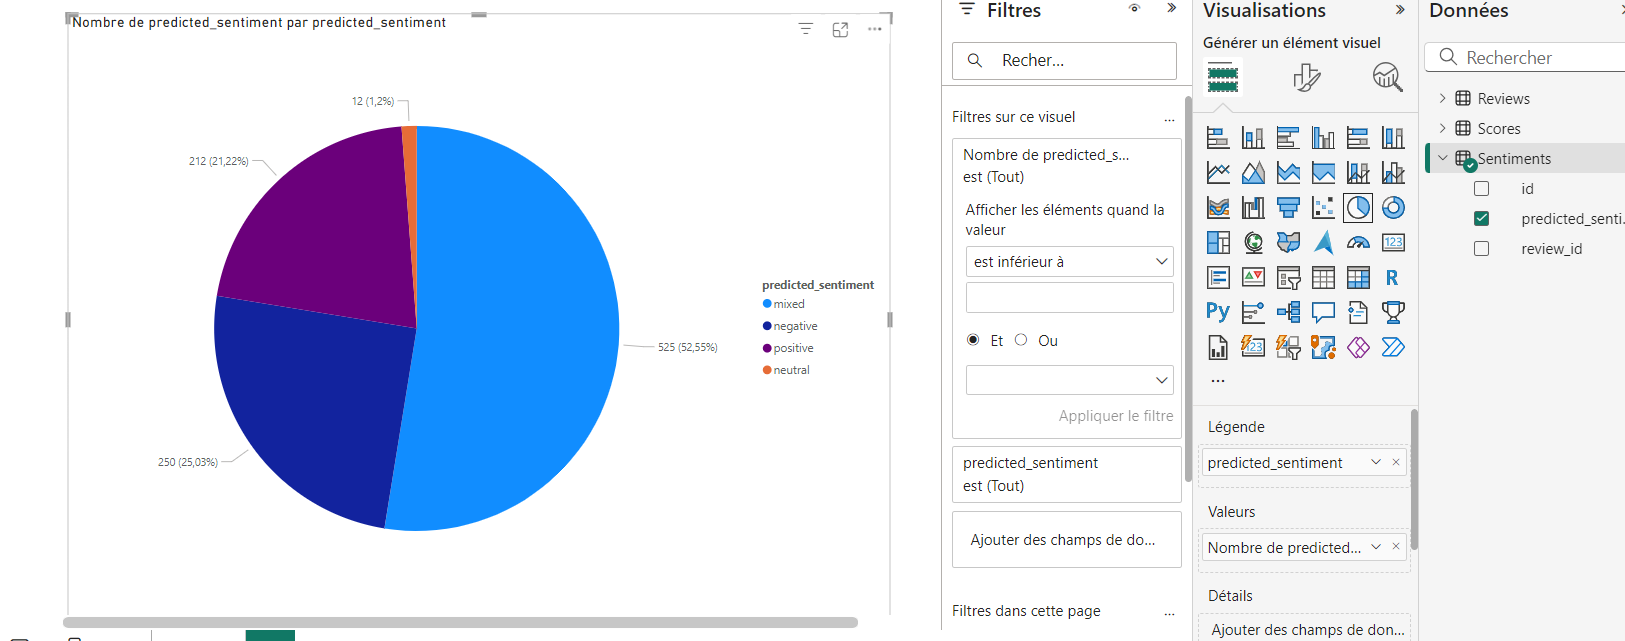 Nombre de predicted_sentiment par predicted_sentiment
12 (1,2%)
212 (21,22%)
525 (52,55%)
250 (25,03%)
predicted_sentiment
mixed
negative
positive
neutral
Filtres
Recher...
Filtres sur ce visuel
...
Nombre de predicted_s...
est (Tout)
Afficher les éléments quand la
valeur
est inférieur à
Et
Ou
Appliquer le filtre
predicted_sentiment
est (Tout)
Ajouter des champs de do...
Filtres dans cette page
...
Visualisations
Générer un élément visuel
123
R
Py
123
...
Légende
predicted_sentiment
Valeurs
Nombre de predicted...
Détails
Ajouter des champs de don...
Données
Rechercher
Reviews
Scores
Sentiments
id
predicted_senti.
review_id